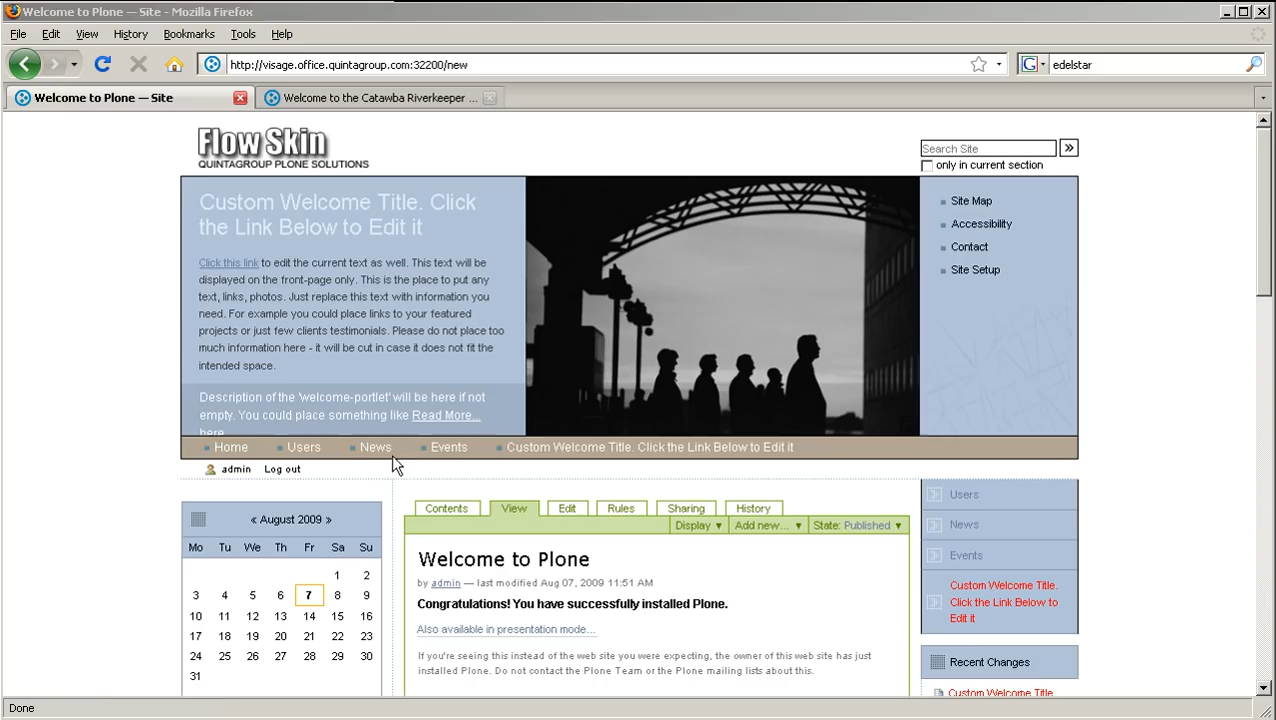 Welcome to Plone — Site - Mozilla Firefox
File Edit View History Bookmarks Tools Help
http://visage.office.quintagroup.com:32200/new
edelstar
Welcome to Plone — Site
Welcome to the Catawba Riverkeeper ...
Flow Skin
QUINTAGROUP PLONE SOLUTIONS
Search Site
»
only in current section
Custom Welcome Title. Click
the Link Below to Edit it
Click this link to edit the current text as well. This text will be
displayed on the front-page only. This is the place to put any
text, links, photos. Just replace this text with information you
need. For example you could place links to your featured
projects or just few clients testimonials. Please do not place too
much information here - it will be cut in case it does not fit the
intended space.
Description of the 'welcome-portlet' will be here if not
empty. You could place something like Read More...
here.
Site Map
Accessibility
Contact
Site Setup
Home Users News Events Custom Welcome Title. Click the Link Below to Edit it
admin Log out
« August 2009 »
Mo Tu We Th Fr Sa Su
1 2
3 4 5 6 7 8 9
10 11 12 13 14 15 16
17 18 19 20 21 22 23
24 25 26 27 28 29 30
31
Contents View Edit Rules Sharing History
Display ▼ Add new... ▼ State: Published ▼
Welcome to Plone
by admin — last modified Aug 07, 2009 11:51 AM
Congratulations! You have successfully installed Plone.
Also available in presentation mode...
If you're seeing this instead of the web site you were expecting, the owner of this web site has just
installed Plone. Do not contact the Plone Team or the Plone mailing lists about this.
Users
News
Events
Custom Welcome Title.
Click the Link Below to
Edit it
Recent Changes
Custom Welcome Title.
Done